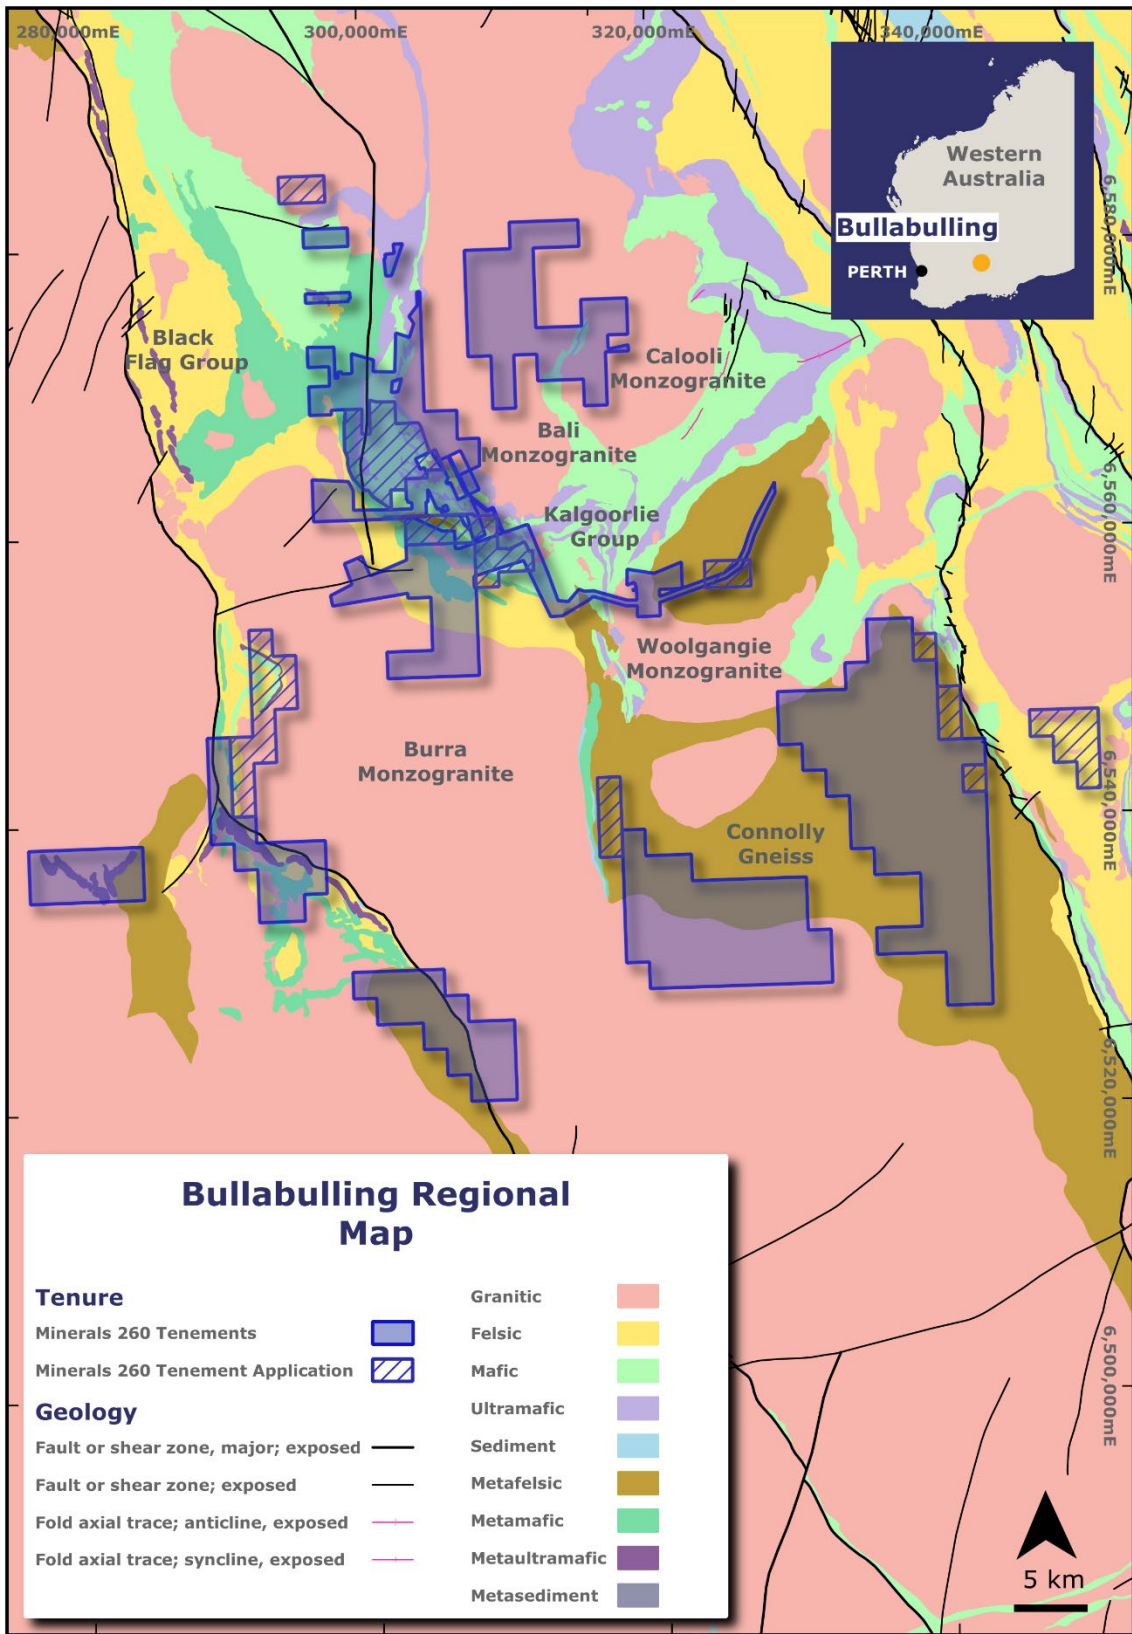 280,000mE
300,000mE
320,000mE
340,000mE
Western
Australia
Bullabulling
PERTH
6,580,000mE
Black
Flag Group
Calooli
Monzogranite
Bali
Monzogranite
6,560,000mE
Kalgoorlie
Group
Woolgangie
Monzogranite
Burra
Monzogranite
6,540,000mE
Connolly
Gneiss
6,520,000mE
Bullabulling Regional
Map
Tenure
Minerals 260 Tenements
Minerals 260 Tenement Application
Geology
Fault or shear zone, major; exposed
Fault or shear zone; exposed
Fold axial trace; anticline, exposed
Fold axial trace; syncline, exposed
Granitic
Felsic
Mafic
Ultramafic
Sediment
Metafelsic
Metamafic
Metaultramafic
Metasediment
6,500,000mE
5 km